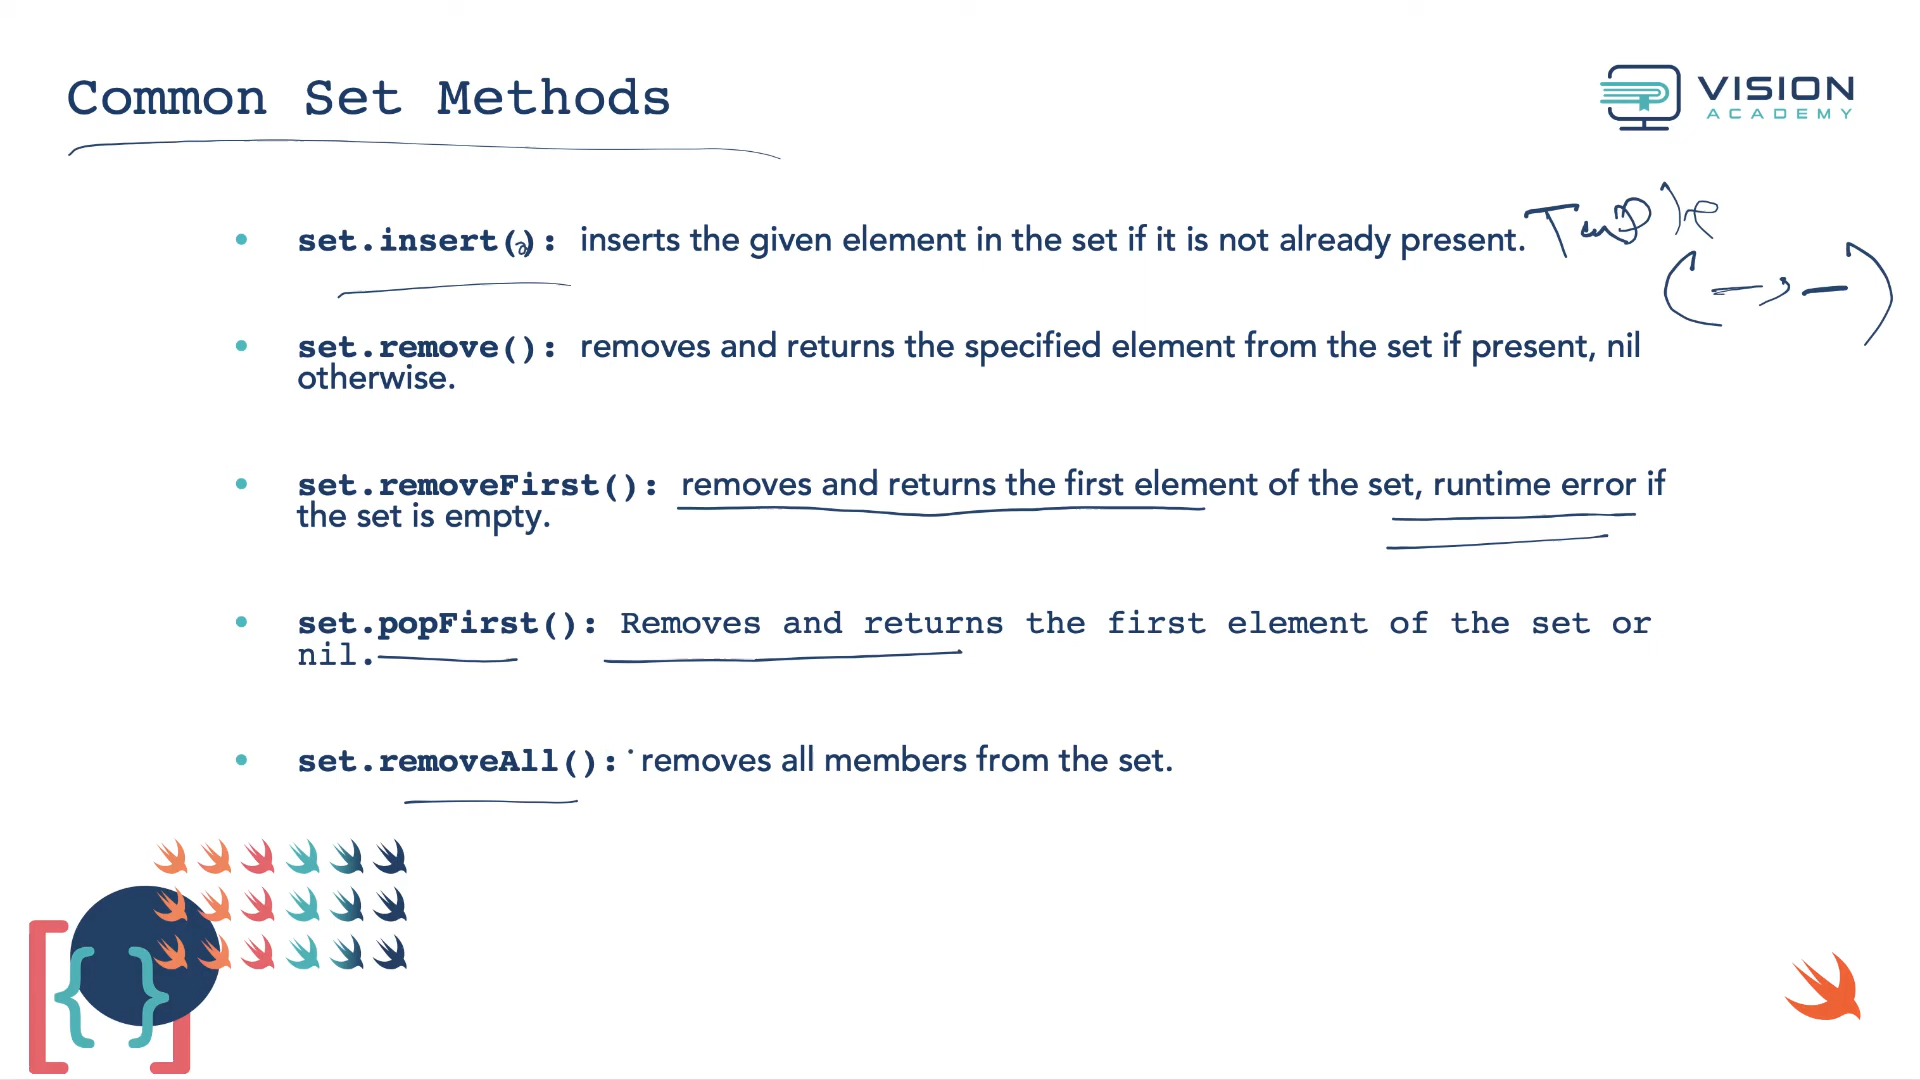 Common Set Methods
VISION
ACADEMY
• set.insert(): inserts the given element in the set if it is not already present.
Tuple
( — , — )
• set.remove(): removes and returns the specified element from the set if present, nil
otherwise.
• set.removeFirst(): removes and returns the first element of the set, runtime error if
the set is empty.
• set.popFirst(): Removes and returns the first element of the set or
nil.
• set.removeAll(): removes all members from the set.
[{}]